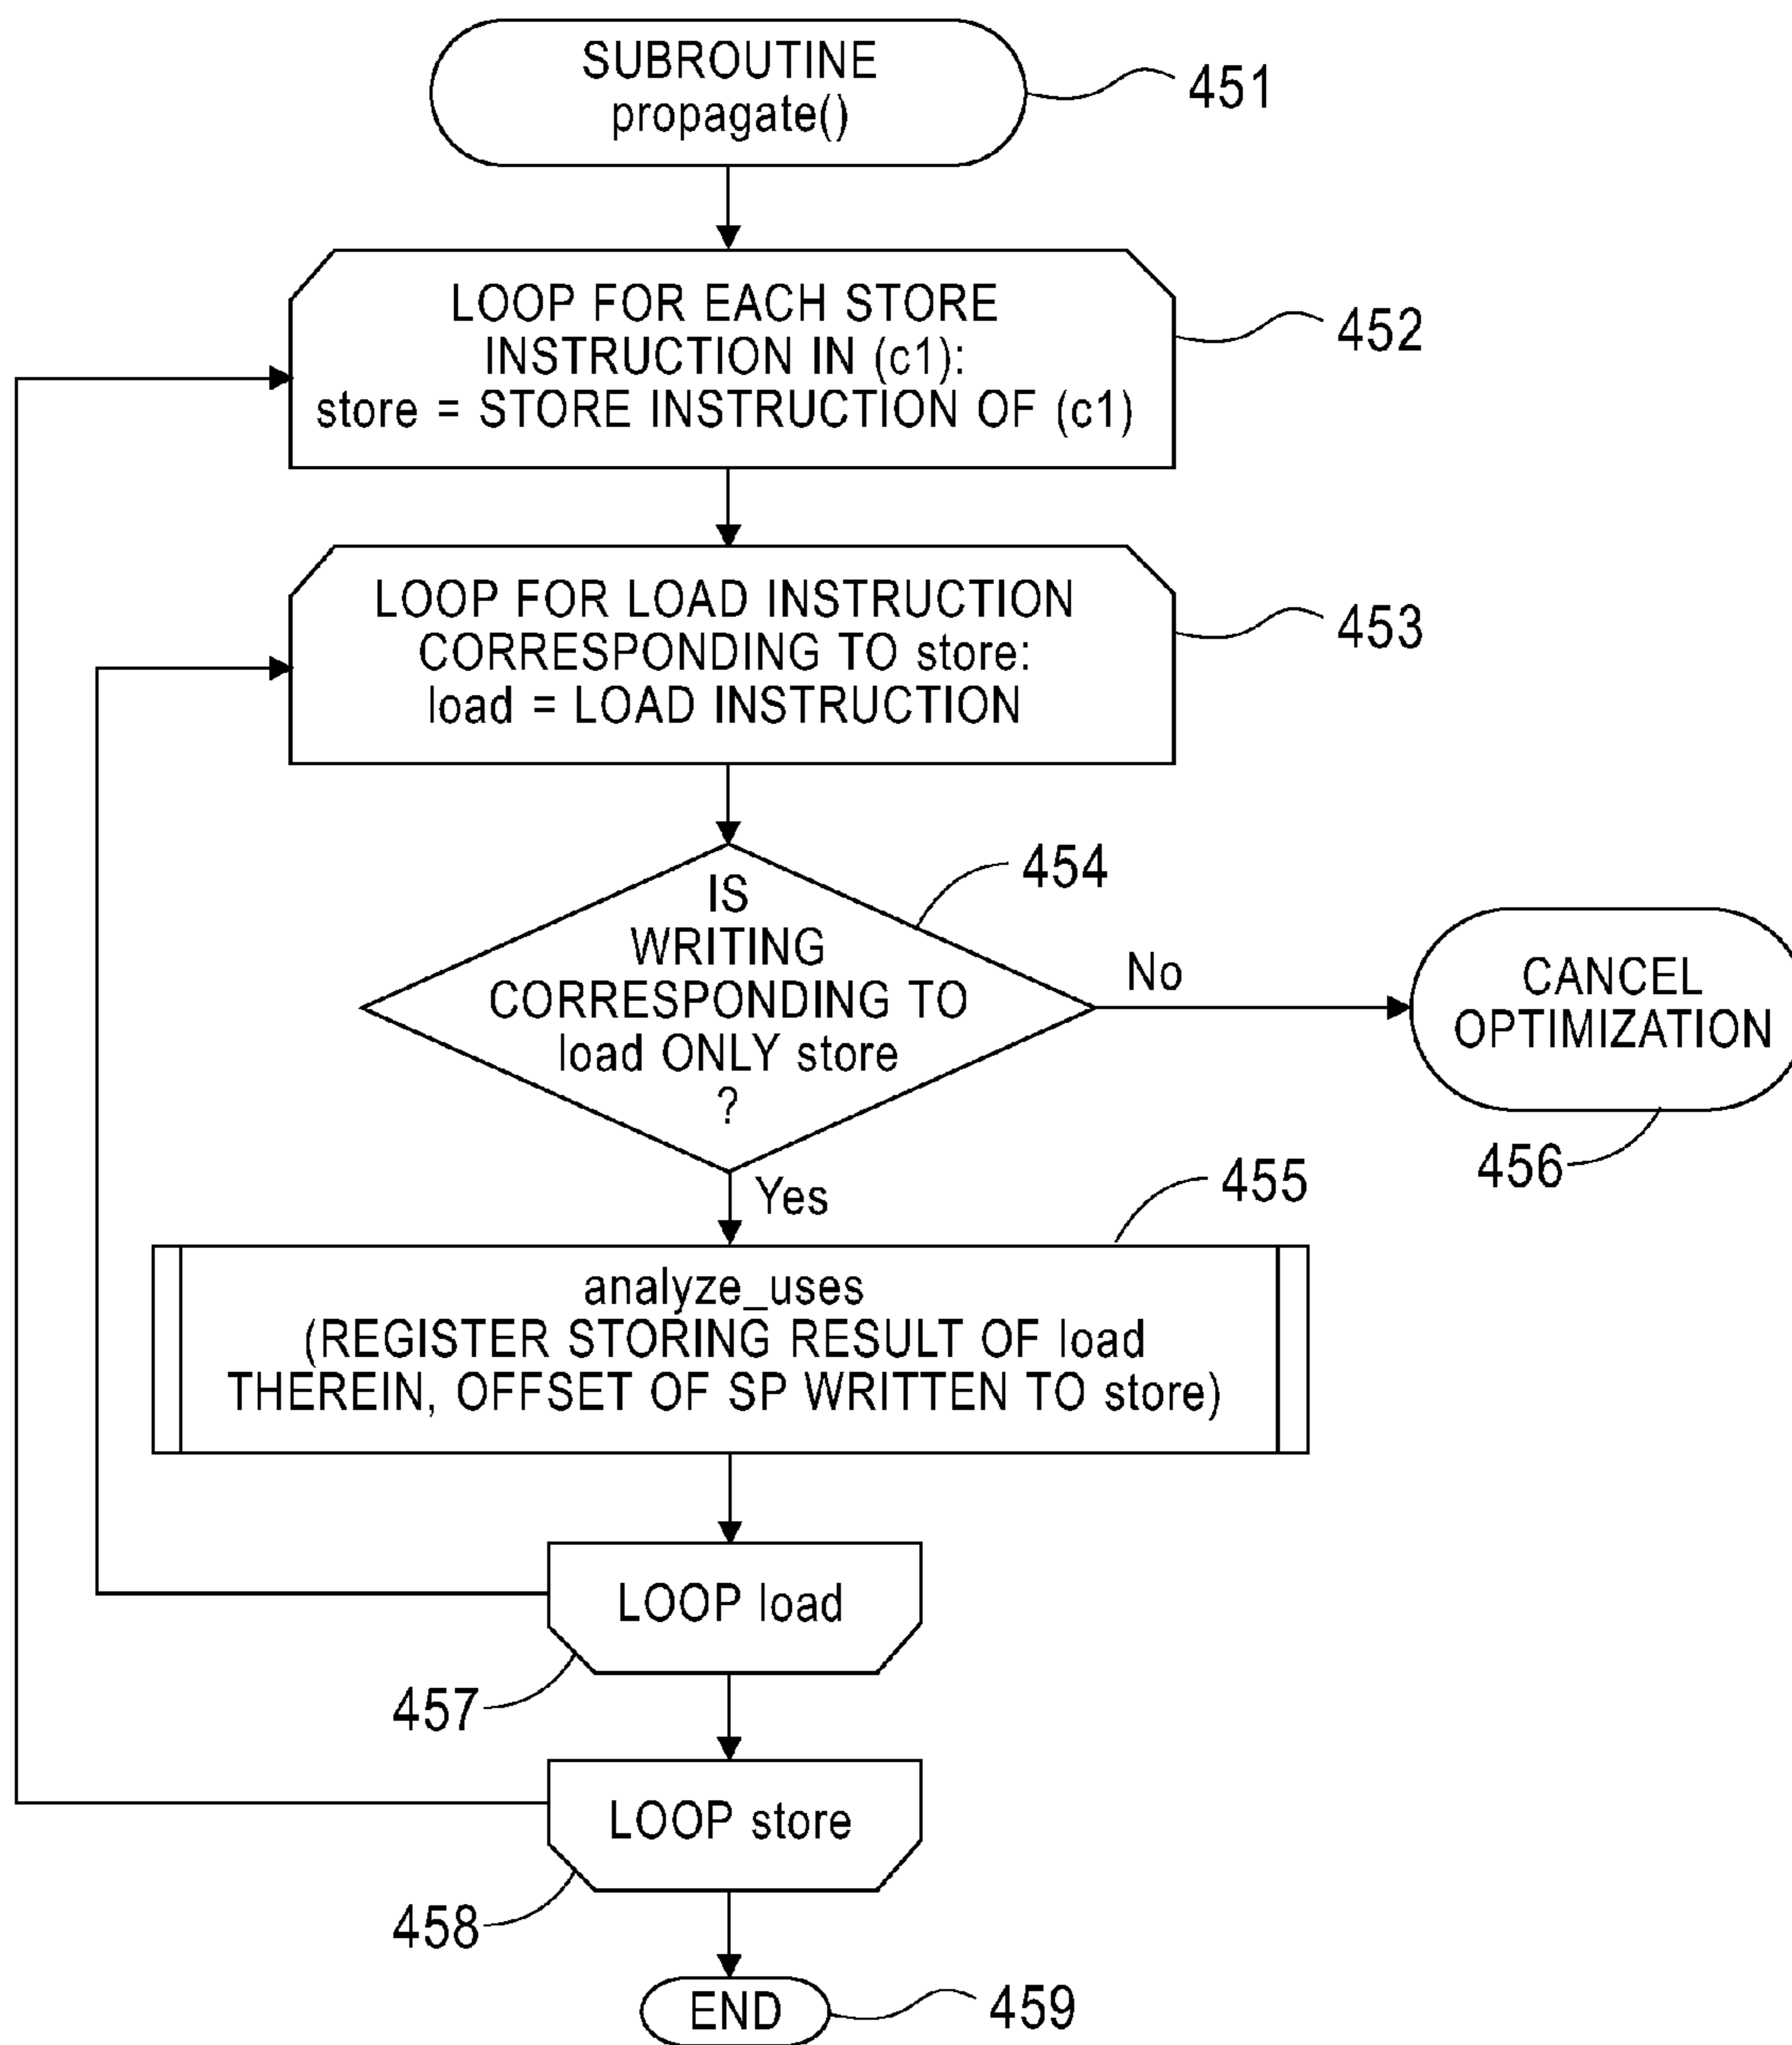 SUBROUTINE
propagate()
451
LOOP FOR EACH STORE
INSTRUCTION IN (c1):
store = STORE INSTRUCTION OF (c1)
452
LOOP FOR LOAD INSTRUCTION
CORRESPONDING TO store:
load = LOAD INSTRUCTION
453
IS
WRITING
CORRESPONDING TO
load ONLY store
?
454
No
CANCEL
OPTIMIZATION
456
Yes
455
analyze_uses
(REGISTER STORING RESULT OF load
THEREIN, OFFSET OF SP WRITTEN TO store)
LOOP load
457
LOOP store
458
END
459